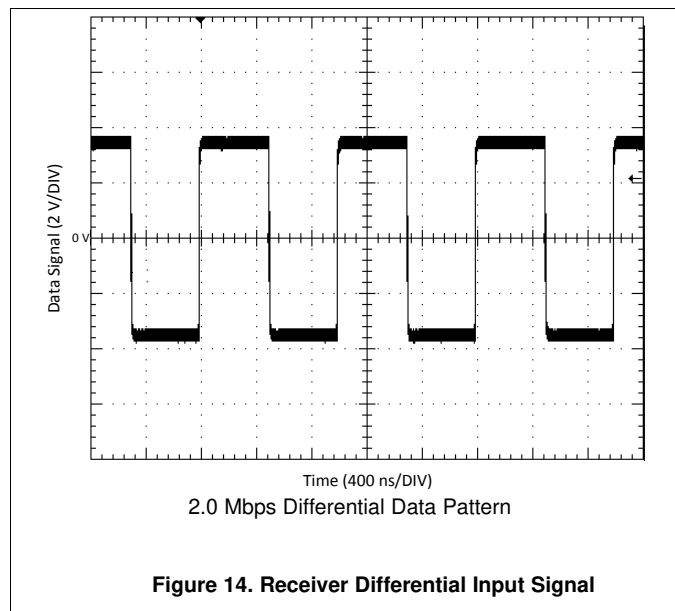 Data Signal (2 V/DIV)
0 V
Time (400 ns/DIV)
2.0 Mbps Differential Data Pattern
Figure 14. Receiver Differential Input Signal